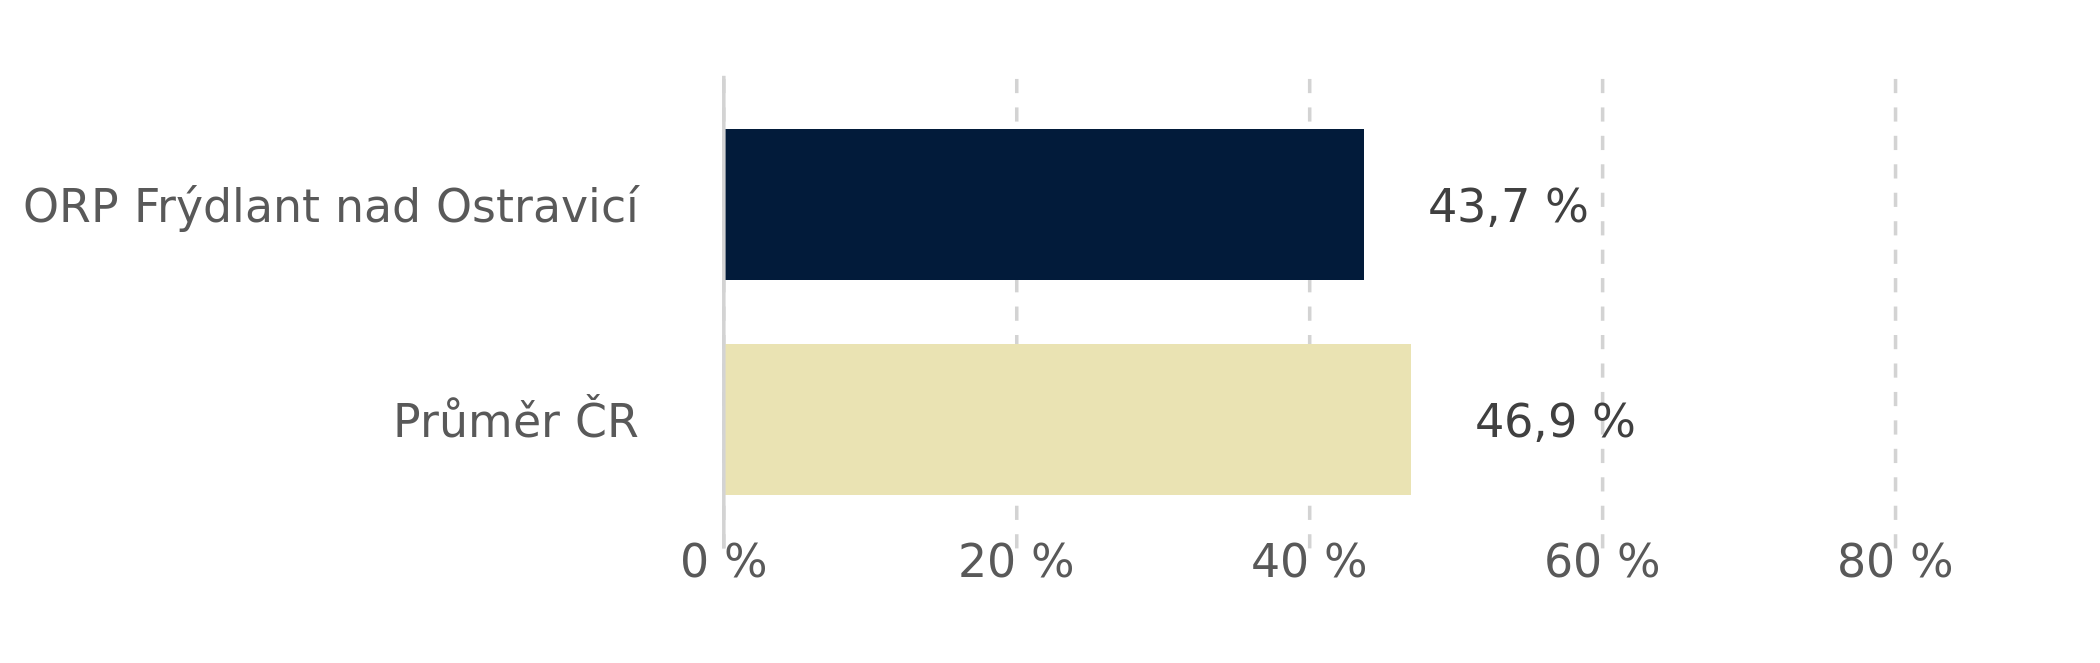 ORP Frýdlant nad Ostravicí
43,7 %
Průměr ČR
46,9 %
0 % 20 % 40 % 60 % 80 %